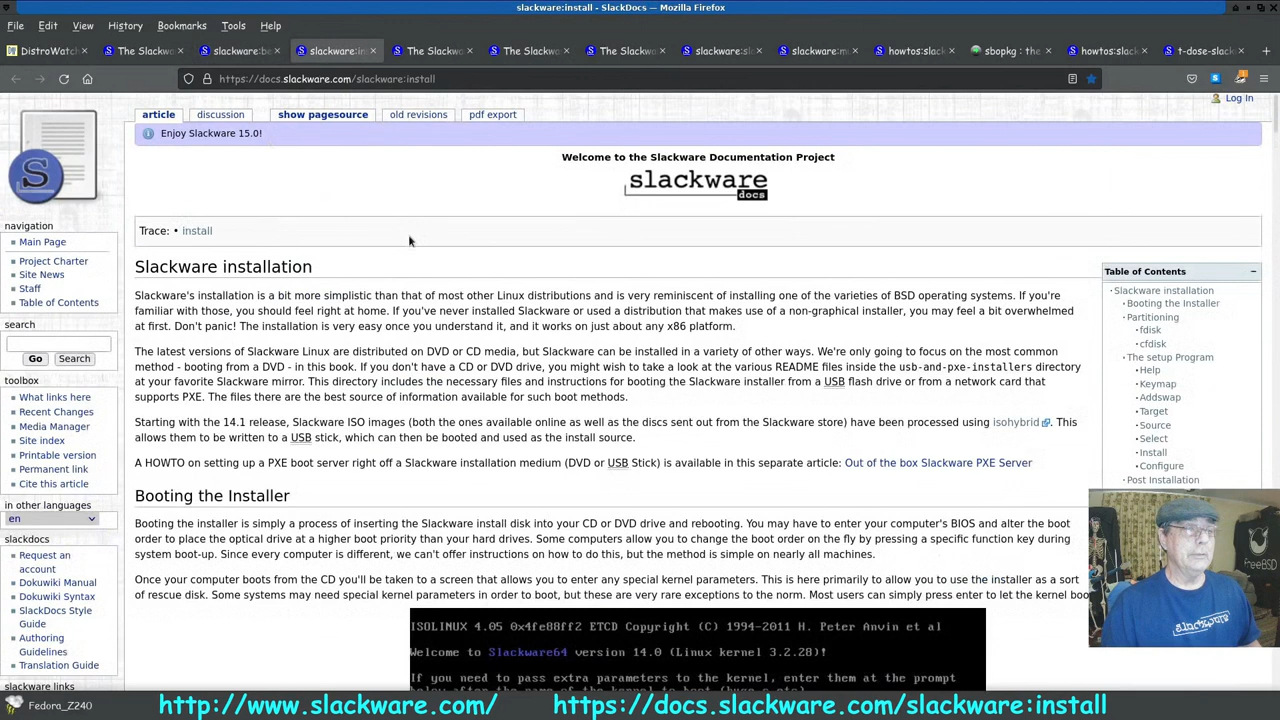 slackware:install - SlackDocs — Mozilla Firefox
File Edit View History Bookmarks Tools Help
DistroWatch The Slackw slackware:b slackware:in The Slackw The Slackw The Slackw slackware:sl slackware:m howtos:slac sbopkg : the howtos:slac t-dose-slack
https://docs.slackware.com/slackware:install
Log In
article discussion show pagesource old revisions pdf export
Enjoy Slackware 15.0!
Welcome to the Slackware Documentation Project
slackware
docs
Trace: • install
navigation
Main Page
Project Charter
Site News
Staff
Table of Contents
search
Go Search
toolbox
What links here
Recent Changes
Media Manager
Site index
Printable version
Permanent link
Cite this article
in other languages
en
slackdocs
Request an
account
Dokuwiki Manual
Dokuwiki Syntax
SlackDocs Style
Guide
Authoring
Guidelines
Translation Guide
slackware links
Slackware installation
Slackware's installation is a bit more simplistic than that of most other Linux distributions and is very reminiscent of installing one of the varieties of BSD operating systems. If you're
familiar with those, you should feel right at home. If you've never installed Slackware or used a distribution that makes use of a non-graphical installer, you may feel a bit overwhelmed
at first. Don't panic! The installation is very easy once you understand it, and it works on just about any x86 platform.
The latest versions of Slackware Linux are distributed on DVD or CD media, but Slackware can be installed in a variety of other ways. We're only going to focus on the most common
method - booting from a DVD - in this book. If you don't have a CD or DVD drive, you might wish to take a look at the various README files inside the usb-and-pxe-installers directory
at your favorite Slackware mirror. This directory includes the necessary files and instructions for booting the Slackware installer from a USB flash drive or from a network card that
supports PXE. The files there are the best source of information available for such boot methods.
Starting with the 14.1 release, Slackware ISO images (both the ones available online as well as the discs sent out from the Slackware store) have been processed using isohybrid. This
allows them to be written to a USB stick, which can then be booted and used as the install source.
A HOWTO on setting up a PXE boot server right off a Slackware installation medium (DVD or USB Stick) is available in this separate article: Out of the box Slackware PXE Server
Table of Contents −
Slackware installation
Booting the Installer
Partitioning
fdisk
cfdisk
The setup Program
Help
Keymap
Addswap
Target
Source
Select
Install
Configure
Post Installation
Booting the Installer
Booting the installer is simply a process of inserting the Slackware install disk into your CD or DVD drive and rebooting. You may have to enter your computer's BIOS and alter the boot
order to place the optical drive at a higher boot priority than your hard drives. Some computers allow you to change the boot order on the fly by pressing a specific function key during
system boot-up. Since every computer is different, we can't offer instructions on how to do this, but the method is simple on nearly all machines.
Once your computer boots from the CD you'll be taken to a screen that allows you to enter any special kernel parameters. This is here primarily to allow you to use the installer as a sort
of rescue disk. Some systems may need special kernel parameters in order to boot, but these are very rare exceptions to the norm. Most users can simply press enter to let the kernel boo
ISOLINUX 4.05 0x4fe88ff2 ETCD Copyright (C) 1994-2011 H. Peter Anvin et al
Welcome to Slackware64 version 14.0 (Linux kernel 3.2.28)!
If you need to pass extra parameters to the kernel, enter them at the prompt
FreeBSD
slackware
Fedora_Z240
http://www.slackware.com/ https://docs.slackware.com/slackware:install